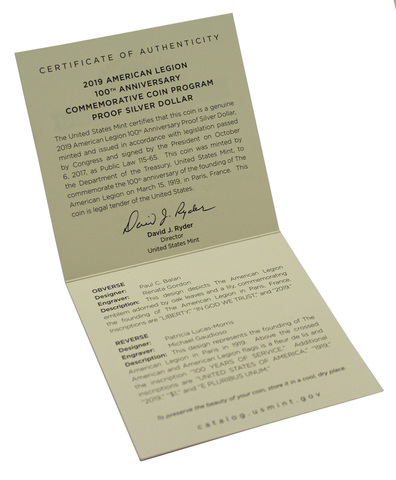 CERTIFICATE OF AUTHENTICITY
2019 AMERICAN LEGION
100TH ANNIVERSARY
COMMEMORATIVE COIN PROGRAM
PROOF SILVER DOLLAR
The United States Mint certifies that this coin is a genuine
2019 American Legion 100th Anniversary Proof Silver Dollar,
minted and issued in accordance with legislation passed
by Congress and signed by the President on October
6, 2017, as Public Law 115-65. This coin was minted by
the Department of the Treasury, United States Mint, to
commemorate the 100th anniversary of the founding of The
American Legion on March 15, 1919, in Paris, France. This
coin is legal tender of the United States.
David J. Ryder
David J. Ryder
Director
United States Mint
OBVERSE
Designer: Paul C. Balan
Engraver: Renata Gordon
Description: This design depicts The American Legion
emblem adorned by oak leaves and a lily, commemorating
the founding of The American Legion in Paris, France.
Inscriptions are "LIBERTY," "IN GOD WE TRUST," and "2019."
REVERSE
Designer: Patricia Lucas-Morris
Engraver: Michael Gaudioso
Description: This design represents the founding of The
American Legion in Paris in 1919. Above the crossed
American and American Legion flags is a fleur de lis and
the inscription "100 YEARS OF SERVICE." Additional
inscriptions are "UNITED STATES OF AMERICA," "1919,"
"2019," "$1," and "E PLURIBUS UNUM."
To preserve the beauty of your coin, store it in a cool, dry place.
catalog.usmint.gov